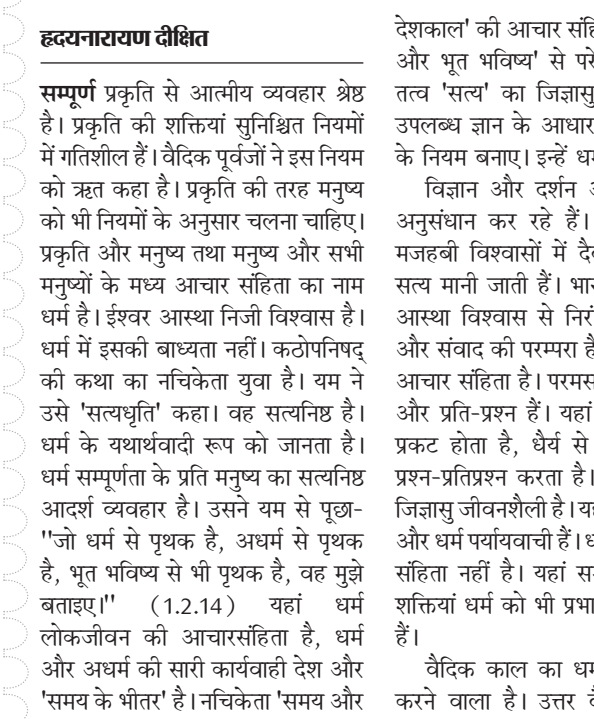 हृदयनारायण दीक्षित
सम्पूर्ण प्रकृति से आत्मीय व्यवहार श्रेष्ठ
है। प्रकृति की शक्तियां सुनिश्चित नियमों
में गतिशील हैं। वैदिक पूर्वजों ने इस नियम
को ऋत कहा है। प्रकृति की तरह मनुष्य
को भी नियमों के अनुसार चलना चाहिए।
प्रकृति और मनुष्य तथा मनुष्य और सभी
मनुष्यों के मध्य आचार संहिता का नाम
धर्म है। ईश्वर आस्था निजी विश्वास है।
धर्म में इसकी बाध्यता नहीं। कठोपनिषद्
की कथा का नचिकेता युवा है। यम ने
उसे 'सत्यधृति' कहा। वह सत्यनिष्ठ है।
धर्म के यथार्थवादी रूप को जानता है।
धर्म सम्पूर्णता के प्रति मनुष्य का सत्यनिष्ठ
आदर्श व्यवहार है। उसने यम से पूछा-
''जो धर्म से पृथक है, अधर्म से पृथक
है, भूत भविष्य से भी पृथक है, वह मुझे
बताइए।'' (1.2.14) यहां धर्म
लोकजीवन की आचारसंहिता है, धर्म
और अधर्म की सारी कार्यवाही देश और
'समय के भीतर' है। नचिकेता 'समय और
देशकाल' की आचार
और भूत भविष्य' से
तत्व 'सत्य' का जिज्ञासु
उपलब्ध ज्ञान के आधार
के नियम बनाए। इन्हें
विज्ञान और दर्शन
अनुसंधान कर रहे हैं।
मजहबी विश्वासों में
सत्य मानी जाती हैं।
आस्था विश्वास से
और संवाद की परम्परा
आचार संहिता है।
और प्रति-प्रश्न हैं। यहां
प्रकट होता है, धैर्य से
प्रश्न-प्रतिप्रश्न करता है।
जिज्ञासु जीवनशैली है।
और धर्म पर्यायवाची हैं।
संहिता नहीं है। यहां
शक्तियां धर्म को भी
हैं।
वैदिक काल का
करने वाला है। उत्तर